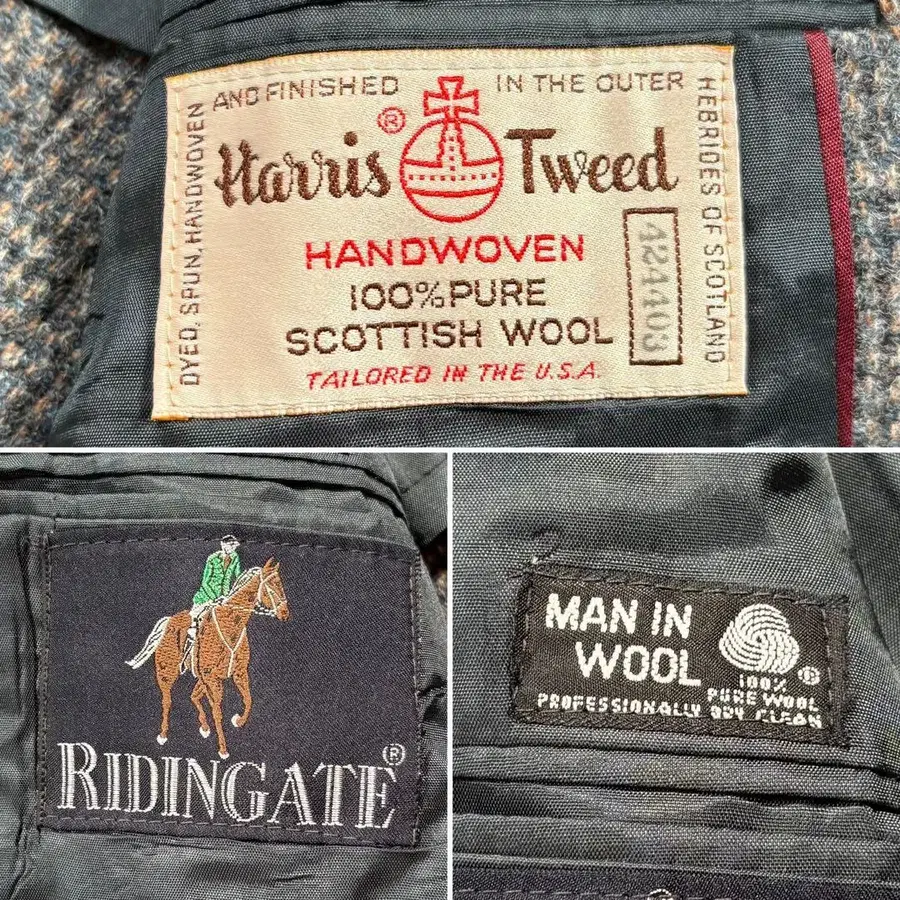 AND FINISHED IN THE OUTER
DYED, SPUN, HANDWOVEN
HEBRIDES OF SCOTLAND
Harris® Tweed
HANDWOVEN
100% PURE
SCOTTISH WOOL
424403
TAILORED IN THE U.S.A.
RIDINGATE®
MAN IN
WOOL
®
100%
PURE WOOL
PROFESSIONALLY DRY CLEAN